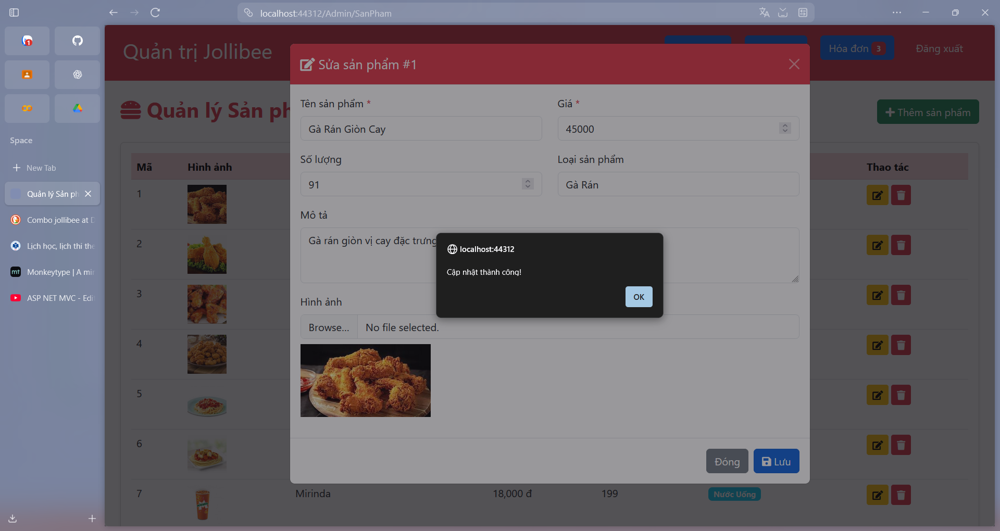 localhost:44312/Admin/SanPham
Space
New Tab
Quản lý Sản ph
Combo jollibee at D
Lịch học, lịch thi the
mt
Monkeytype | A min
ASP NET MVC - Edi
Quản trị Jollibee
Hóa đơn 3
Đăng xuất
Quản lý Sản ph
Thêm sản phẩm
Mã
Hình ảnh
Thao tác
1
2
3
4
5
6
7
Mirinda
18,000 đ
199
Nước Uống
Sửa sản phẩm #1
Tên sản phẩm *
Giá *
Gà Rán Giòn Cay
45000
Số lượng
Loại sản phẩm
91
Gà Rán
Mô tả
Gà rán giòn vị cay đặc trưng
Hình ảnh
Browse...
No file selected.
Đóng
Lưu
localhost:44312
Cập nhật thành công!
OK